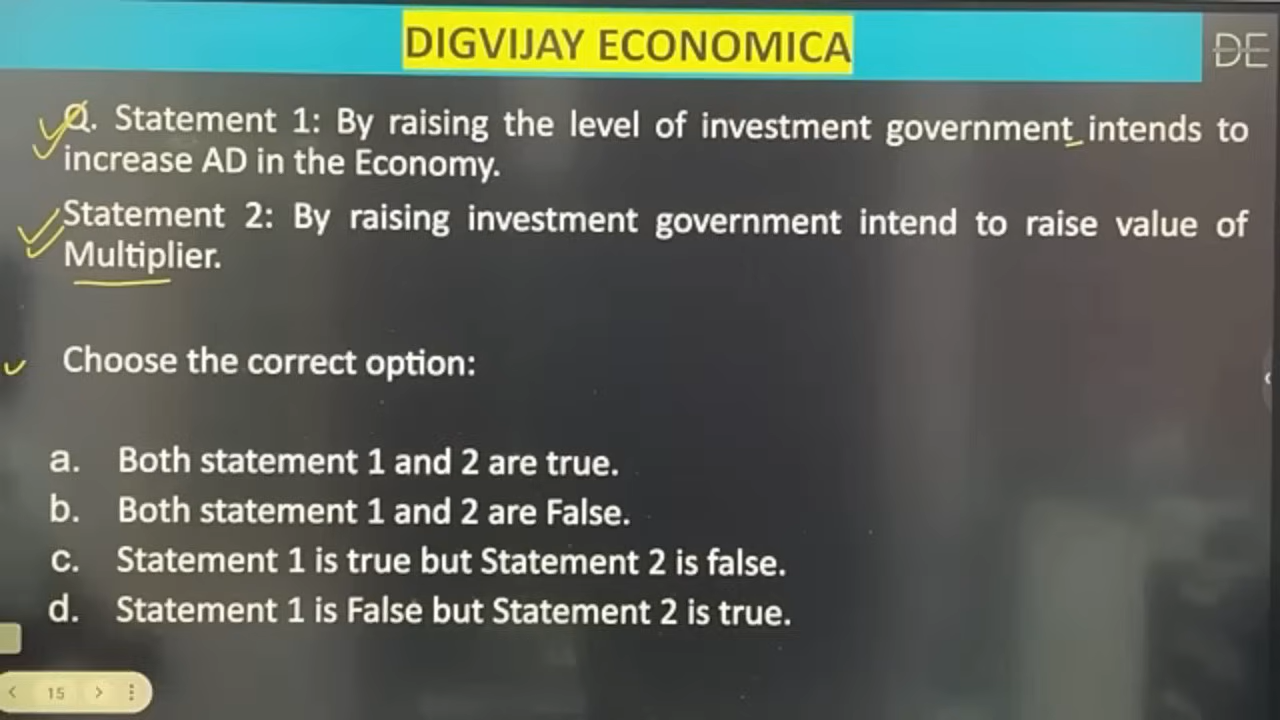 DIGVIJAY ECONOMICA
DE
Q. Statement 1: By raising the level of investment government intends to
increase AD in the Economy.
Statement 2: By raising investment government intend to raise value of
Multiplier.
Choose the correct option:
a. Both statement 1 and 2 are true.
b. Both statement 1 and 2 are False.
c. Statement 1 is true but Statement 2 is false.
d. Statement 1 is False but Statement 2 is true.
15